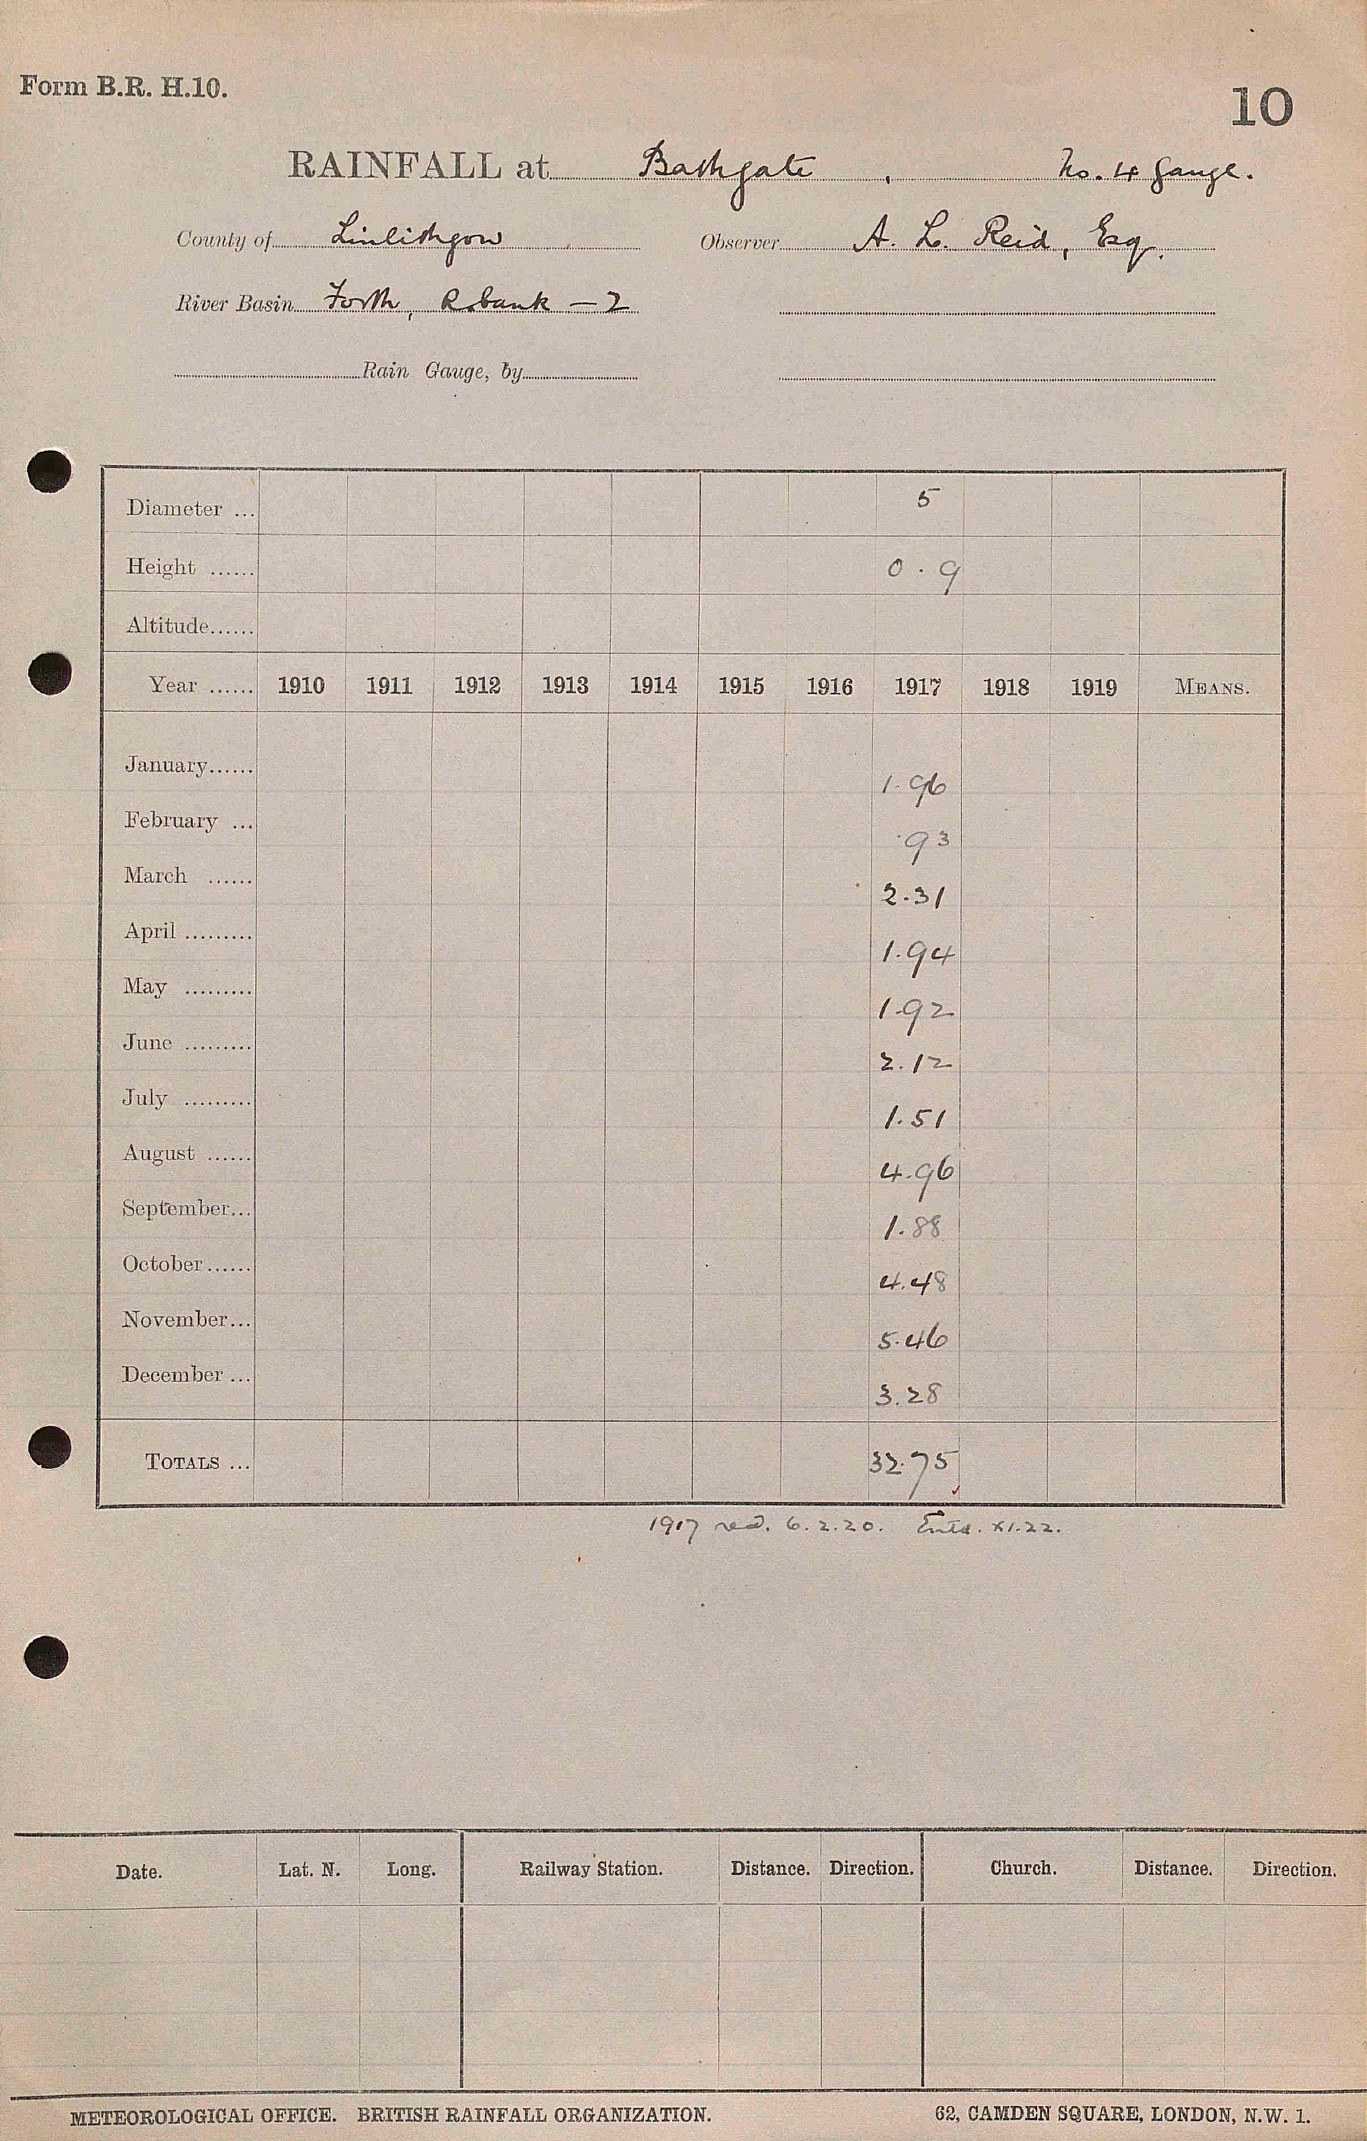 Form B.R. H.10.
10
RAINFALL at Bathgate, No. 4 Gauge.
County of Linlithgow Observer A. L. Reid, Esq.
River Basin Forth, R. bank – 2
Rain Gauge, by
Diameter ... 5
Height ...... 0 . 9
Altitude......
Year ...... 1910 1911 1912 1913 1914 1915 1916 1917 1918 1919 MEANS.
January...... 1.96
February ... .93
March ...... 2.31
April ......... 1.94
May ......... 1.92
June ......... 2.12
July ......... 1.51
August ...... 4.96
September... 1.88
October...... 4.48
November... 5.46
December ... 3.28
TOTALS ... 32.75
1917 recd. 6.2.20. Entd. XI.22.
Date. Lat. N. Long. Railway Station. Distance. Direction. Church. Distance. Direction.
METEOROLOGICAL OFFICE. BRITISH RAINFALL ORGANIZATION. 62, CAMDEN SQUARE, LONDON, N.W. 1.